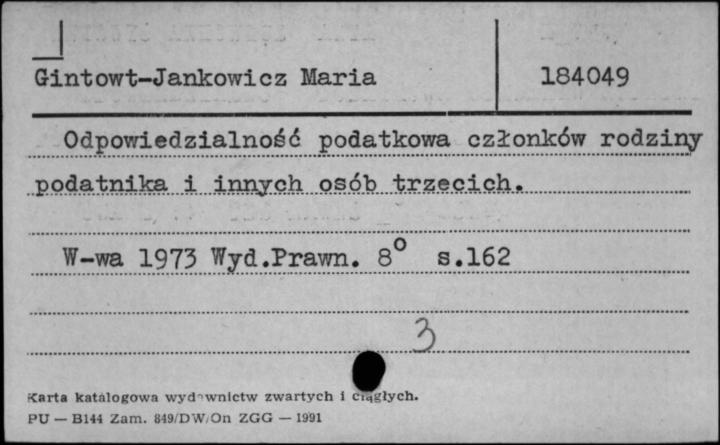 Gintowt-Jankowicz Maria 184049
Odpowiedzialność podatkowa członków rodziny
podatnika i innych osób trzecich.
W-wa 1973 Wyd.Prawn. 8° s.162
3
Karta katalogowa wydawnictw zwartych i ciągłych.
PU — B144 Zam. 849/DW/On ZGG — 1991